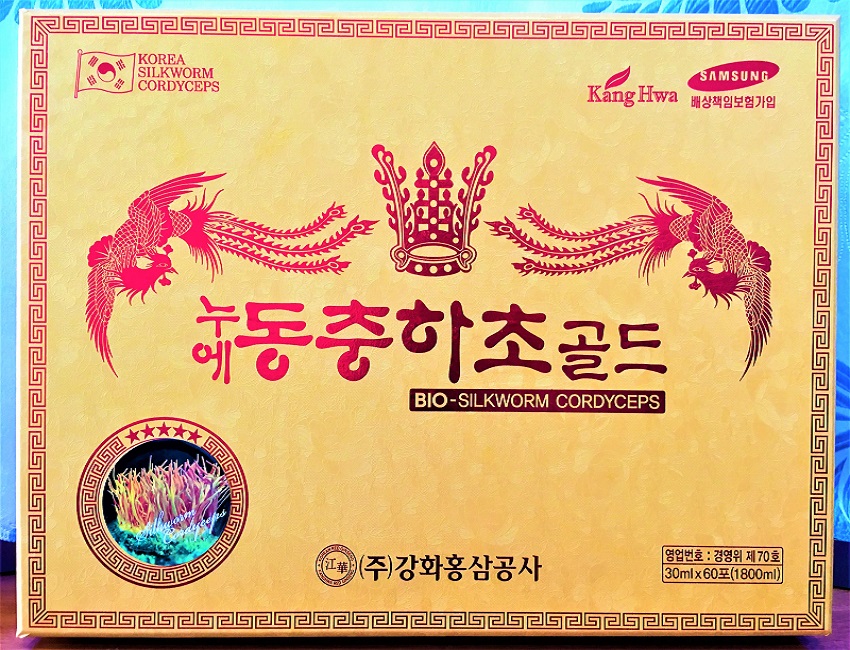 KOREA
SILKWORM
CORDYCEPS
Kang Hwa
SAMSUNG
배상책임보험가입
누에동충하초골드
BIO-SILKWORM CORDYCEPS
Silkworm
Cordyceps
江華
(주)강화홍삼공사
영업번호 : 경영위 제70호
30ml x 60포(1800ml)